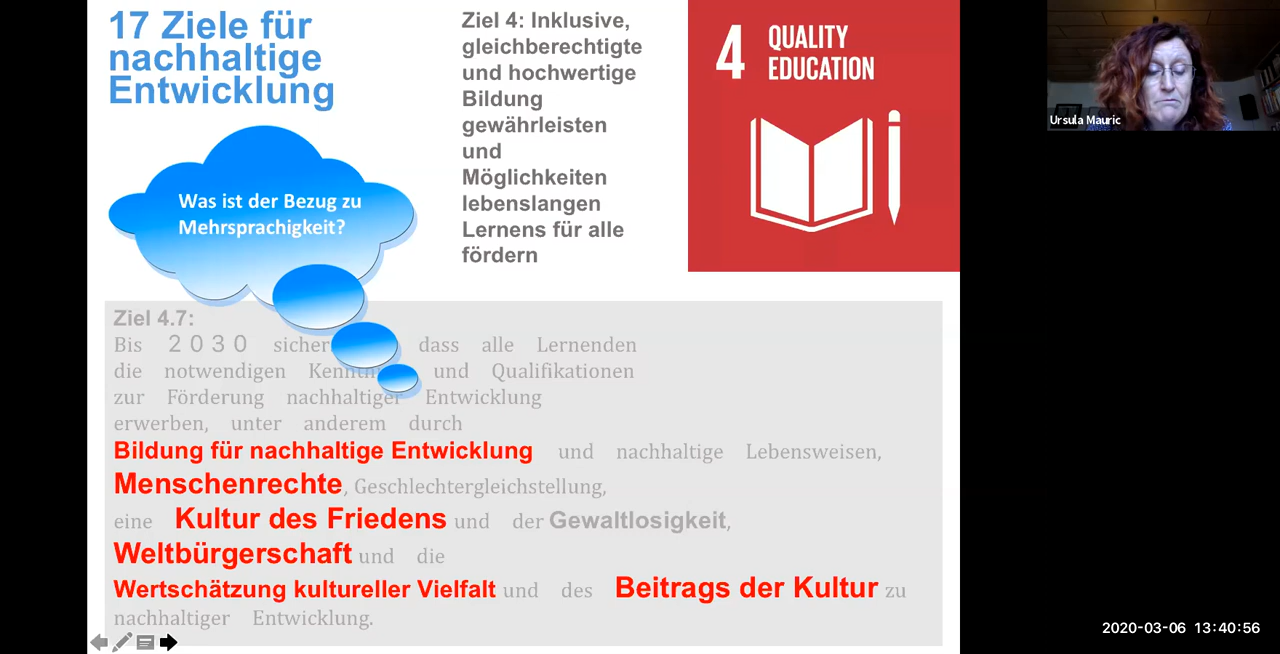 17 Ziele für
nachhaltige
Entwicklung
Was ist der Bezug zu
Mehrsprachigkeit?
Ziel 4: Inklusive,
gleichberechtigte
und hochwertige
Bildung
gewährleisten
und
Möglichkeiten
lebenslangen
Lernens für alle
fördern
4 QUALITY
EDUCATION
Ursula Mauric
Ziel 4.7:
Bis 2030 sicher dass alle Lernenden
die notwendigen und Qualifikationen
zur Förderung nachhaltiger Entwicklung
erwerben, unter anderem durch
Bildung für nachhaltige Entwicklung und nachhaltige Lebensweisen,
Menschenrechte, Geschlechtergleichstellung,
eine Kultur des Friedens und der Gewaltlosigkeit,
Weltbürgerschaft und die
Wertschätzung kultureller Vielfalt und des Beitrags der Kultur zu
nachhaltiger Entwicklung.
2020-03-06 13:40:56